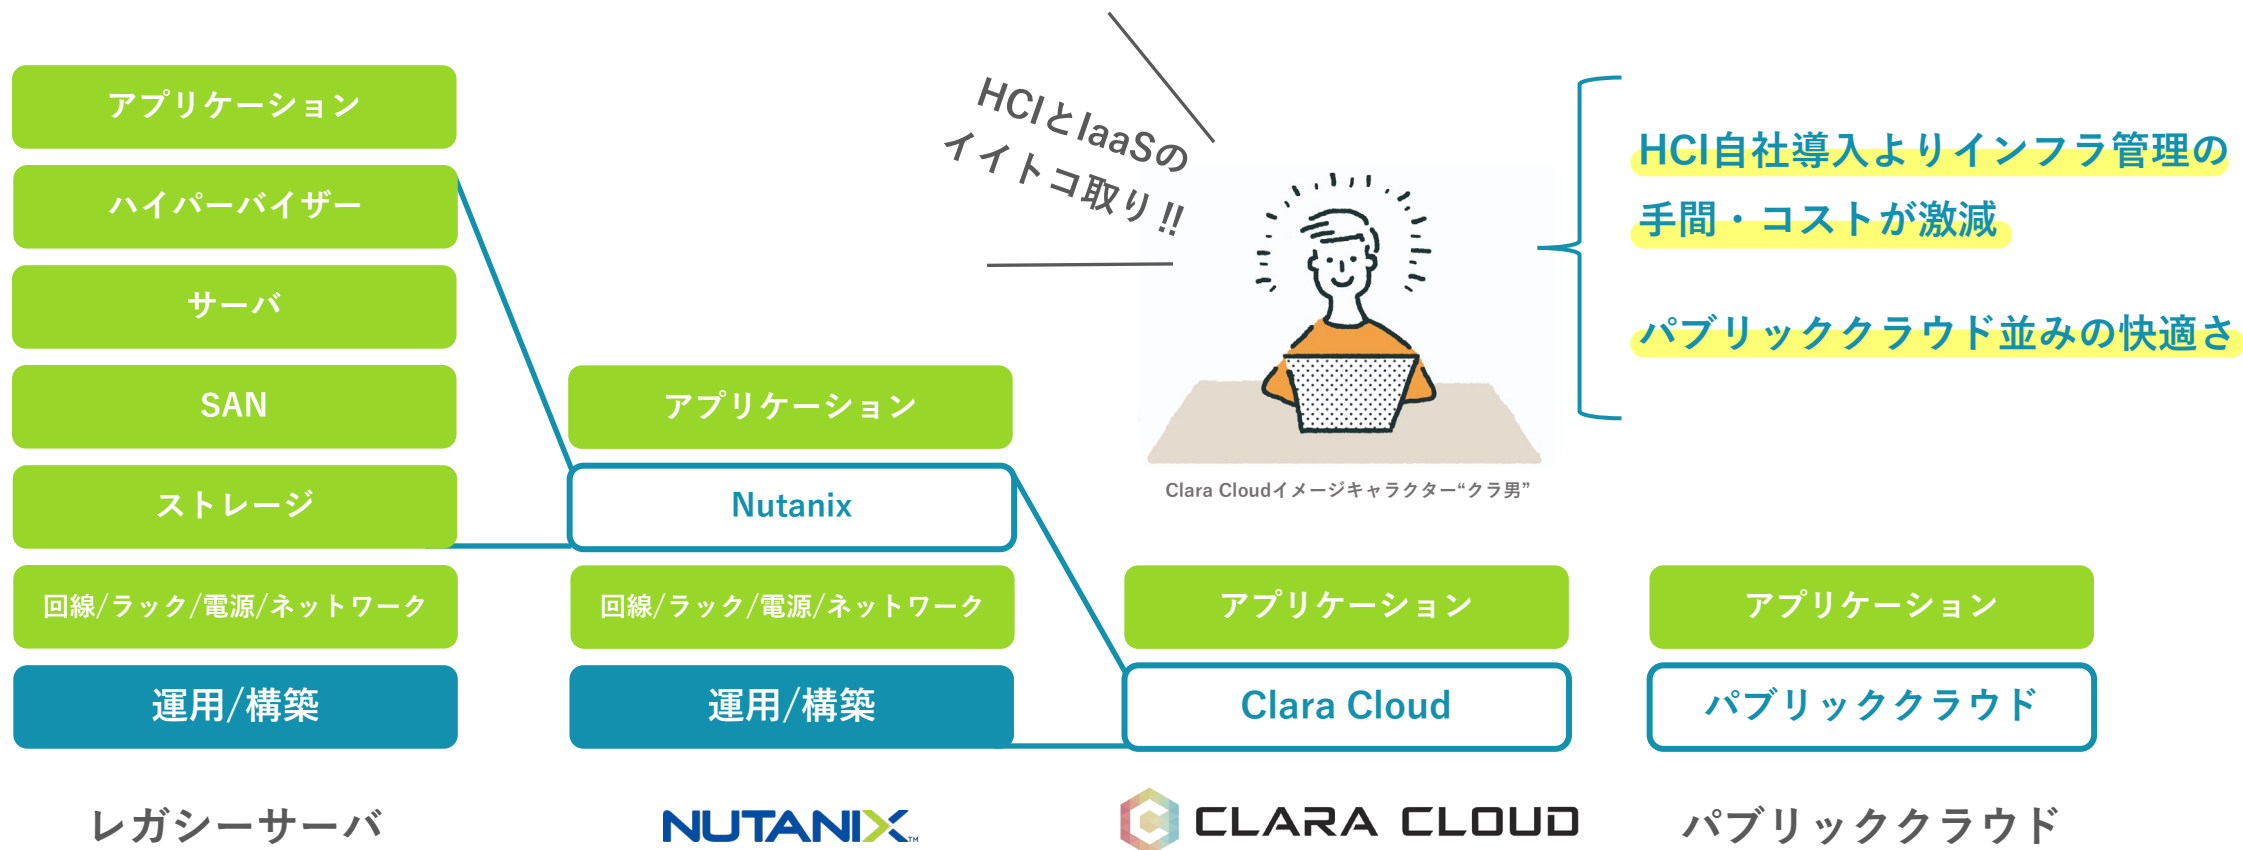 HCIとIaaSの
イイトコ取り!!
HCI自社導入よりインフラ管理の
手間・コストが激減
パブリッククラウド並みの快適さ
アプリケーション
ハイパーバイザー
サーバ
SAN
ストレージ
回線/ラック/電源/ネットワーク
運用/構築
レガシーサーバ
アプリケーション
Nutanix
回線/ラック/電源/ネットワーク
運用/構築
NUTANIX™
Clara Cloudイメージキャラクター“クラ男”
アプリケーション
Clara Cloud
CLARA CLOUD
アプリケーション
パブリッククラウド
パブリッククラウド